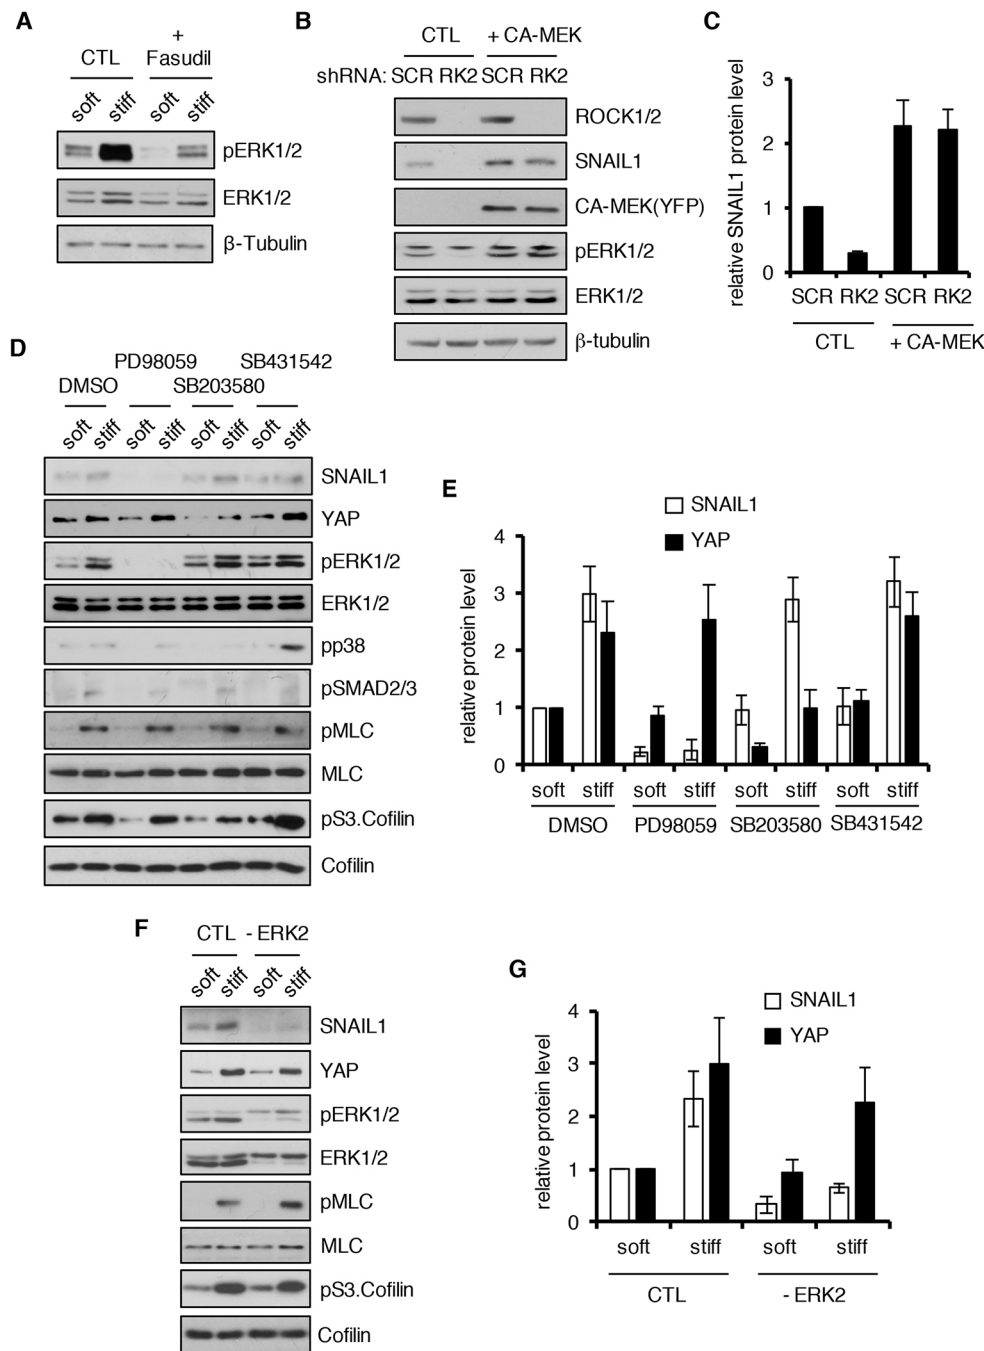 A
CTL
+
Fasudil
soft stiff soft stiff
pERK1/2
ERK1/2
β-Tubulin
B
CTL + CA-MEK
shRNA: SCR RK2 SCR RK2
ROCK1/2
SNAIL1
CA-MEK(YFP)
pERK1/2
ERK1/2
β-tubulin
C
relative SNAIL1 protein level
3
2
1
0
SCR RK2 SCR RK2
CTL + CA-MEK
D
PD98059 SB431542
DMSO SB203580
soft stiff soft stiff soft stiff soft stiff
SNAIL1
YAP
pERK1/2
ERK1/2
pp38
pSMAD2/3
pMLC
MLC
pS3.Cofilin
Cofilin
E
SNAIL1
YAP
relative protein level
4
3
2
1
0
soft stiff soft stiff soft stiff soft stiff
DMSO PD98059 SB203580 SB431542
F
CTL - ERK2
soft stiff soft stiff
SNAIL1
YAP
pERK1/2
ERK1/2
pMLC
MLC
pS3.Cofilin
Cofilin
G
SNAIL1
YAP
relative protein level
4
3
2
1
0
soft stiff soft stiff
CTL - ERK2